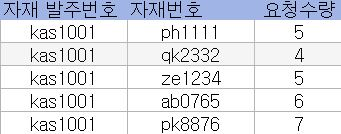 자재 발주번호 자재번호 요청수량
kas1001 ph1111 5
kas1001 qk2332 4
kas1001 ze1234 5
kas1001 ab0765 6
kas1001 pk8876 7